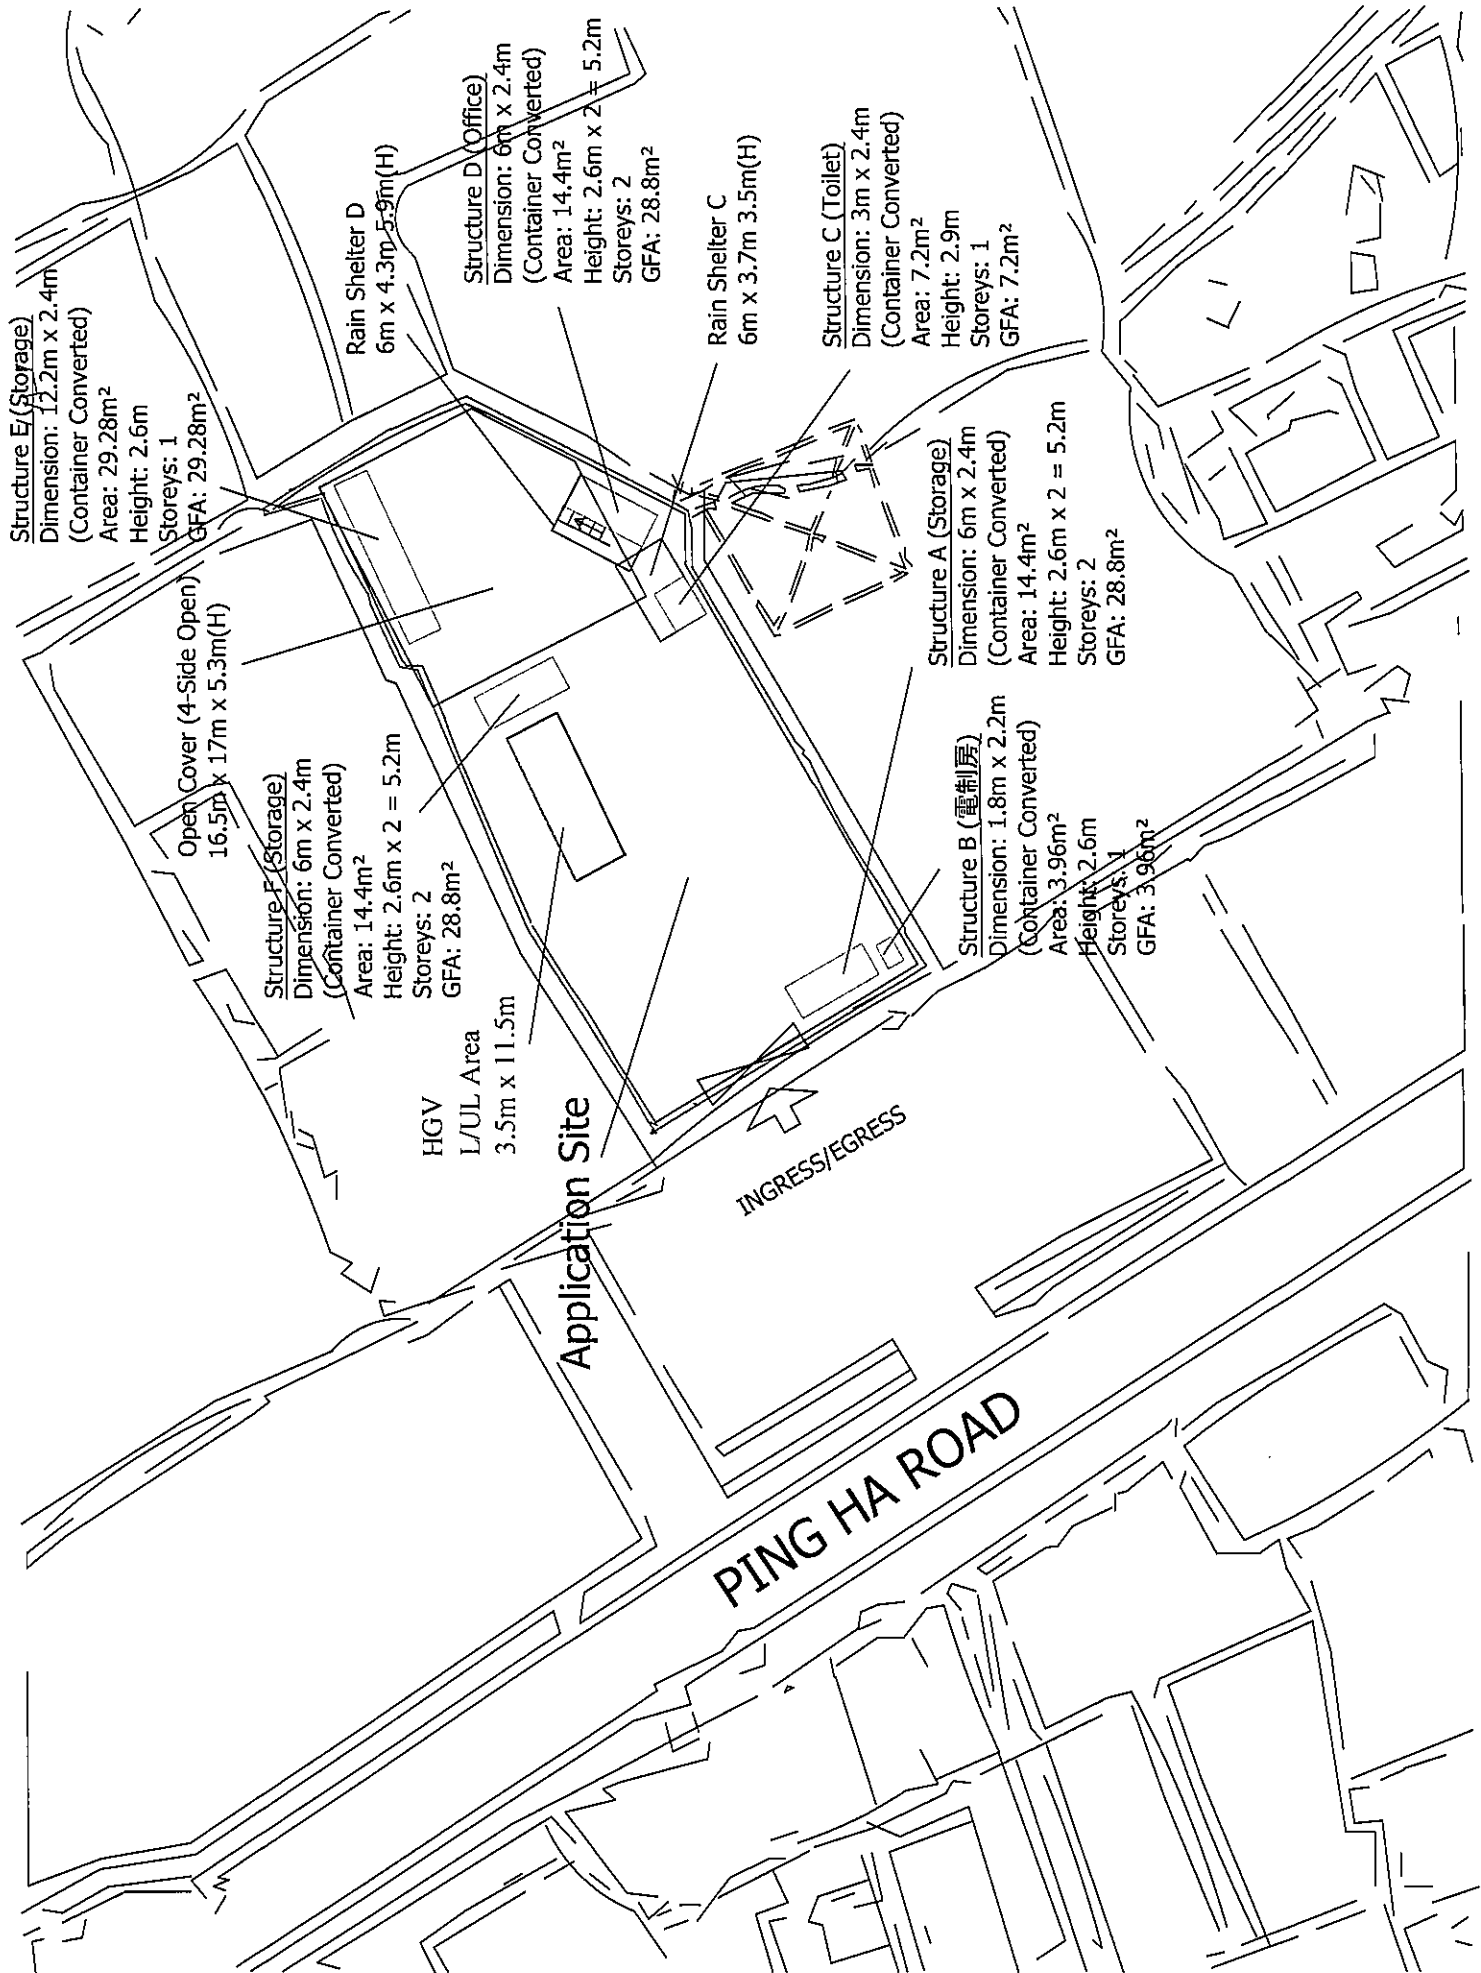 Structure E (Storage)
Dimension: 12.2m x 2.4m
(Container Converted)
Area: 29.28m²
Height: 2.6m
Storeys: 1
GFA: 29.28m²
Open Cover (4-Side Open)
16.5m x 17m x 5.3m(H)
Structure F (Storage)
Dimension: 6m x 2.4m
(Container Converted)
Area: 14.4m²
Height: 2.6m x 2 = 5.2m
Storeys: 2
GFA: 28.8m²
HGV
L/UL Area
3.5m x 11.5m
Application Site
Rain Shelter D
6m x 4.3m 5.9m(H)
Structure D (Office)
Dimension: 6m x 2.4m
(Container Converted)
Area: 14.4m²
Height: 2.6m x 2 = 5.2m
Storeys: 2
GFA: 28.8m²
Rain Shelter C
6m x 3.7m 3.5m(H)
Structure C (Toilet)
Dimension: 3m x 2.4m
(Container Converted)
Area: 7.2m²
Height: 2.9m
Storeys: 1
GFA: 7.2m²
Structure A (Storage)
Dimension: 6m x 2.4m
(Container Converted)
Area: 14.4m²
Height: 2.6m x 2 = 5.2m
Storeys: 2
GFA: 28.8m²
Structure B (電制房)
Dimension: 1.8m x 2.2m
(Container Converted)
Area: 3.96m²
Height: 2.6m
Storeys: 1
GFA: 3.96m²
INGRESS/EGRESS
PING HA ROAD